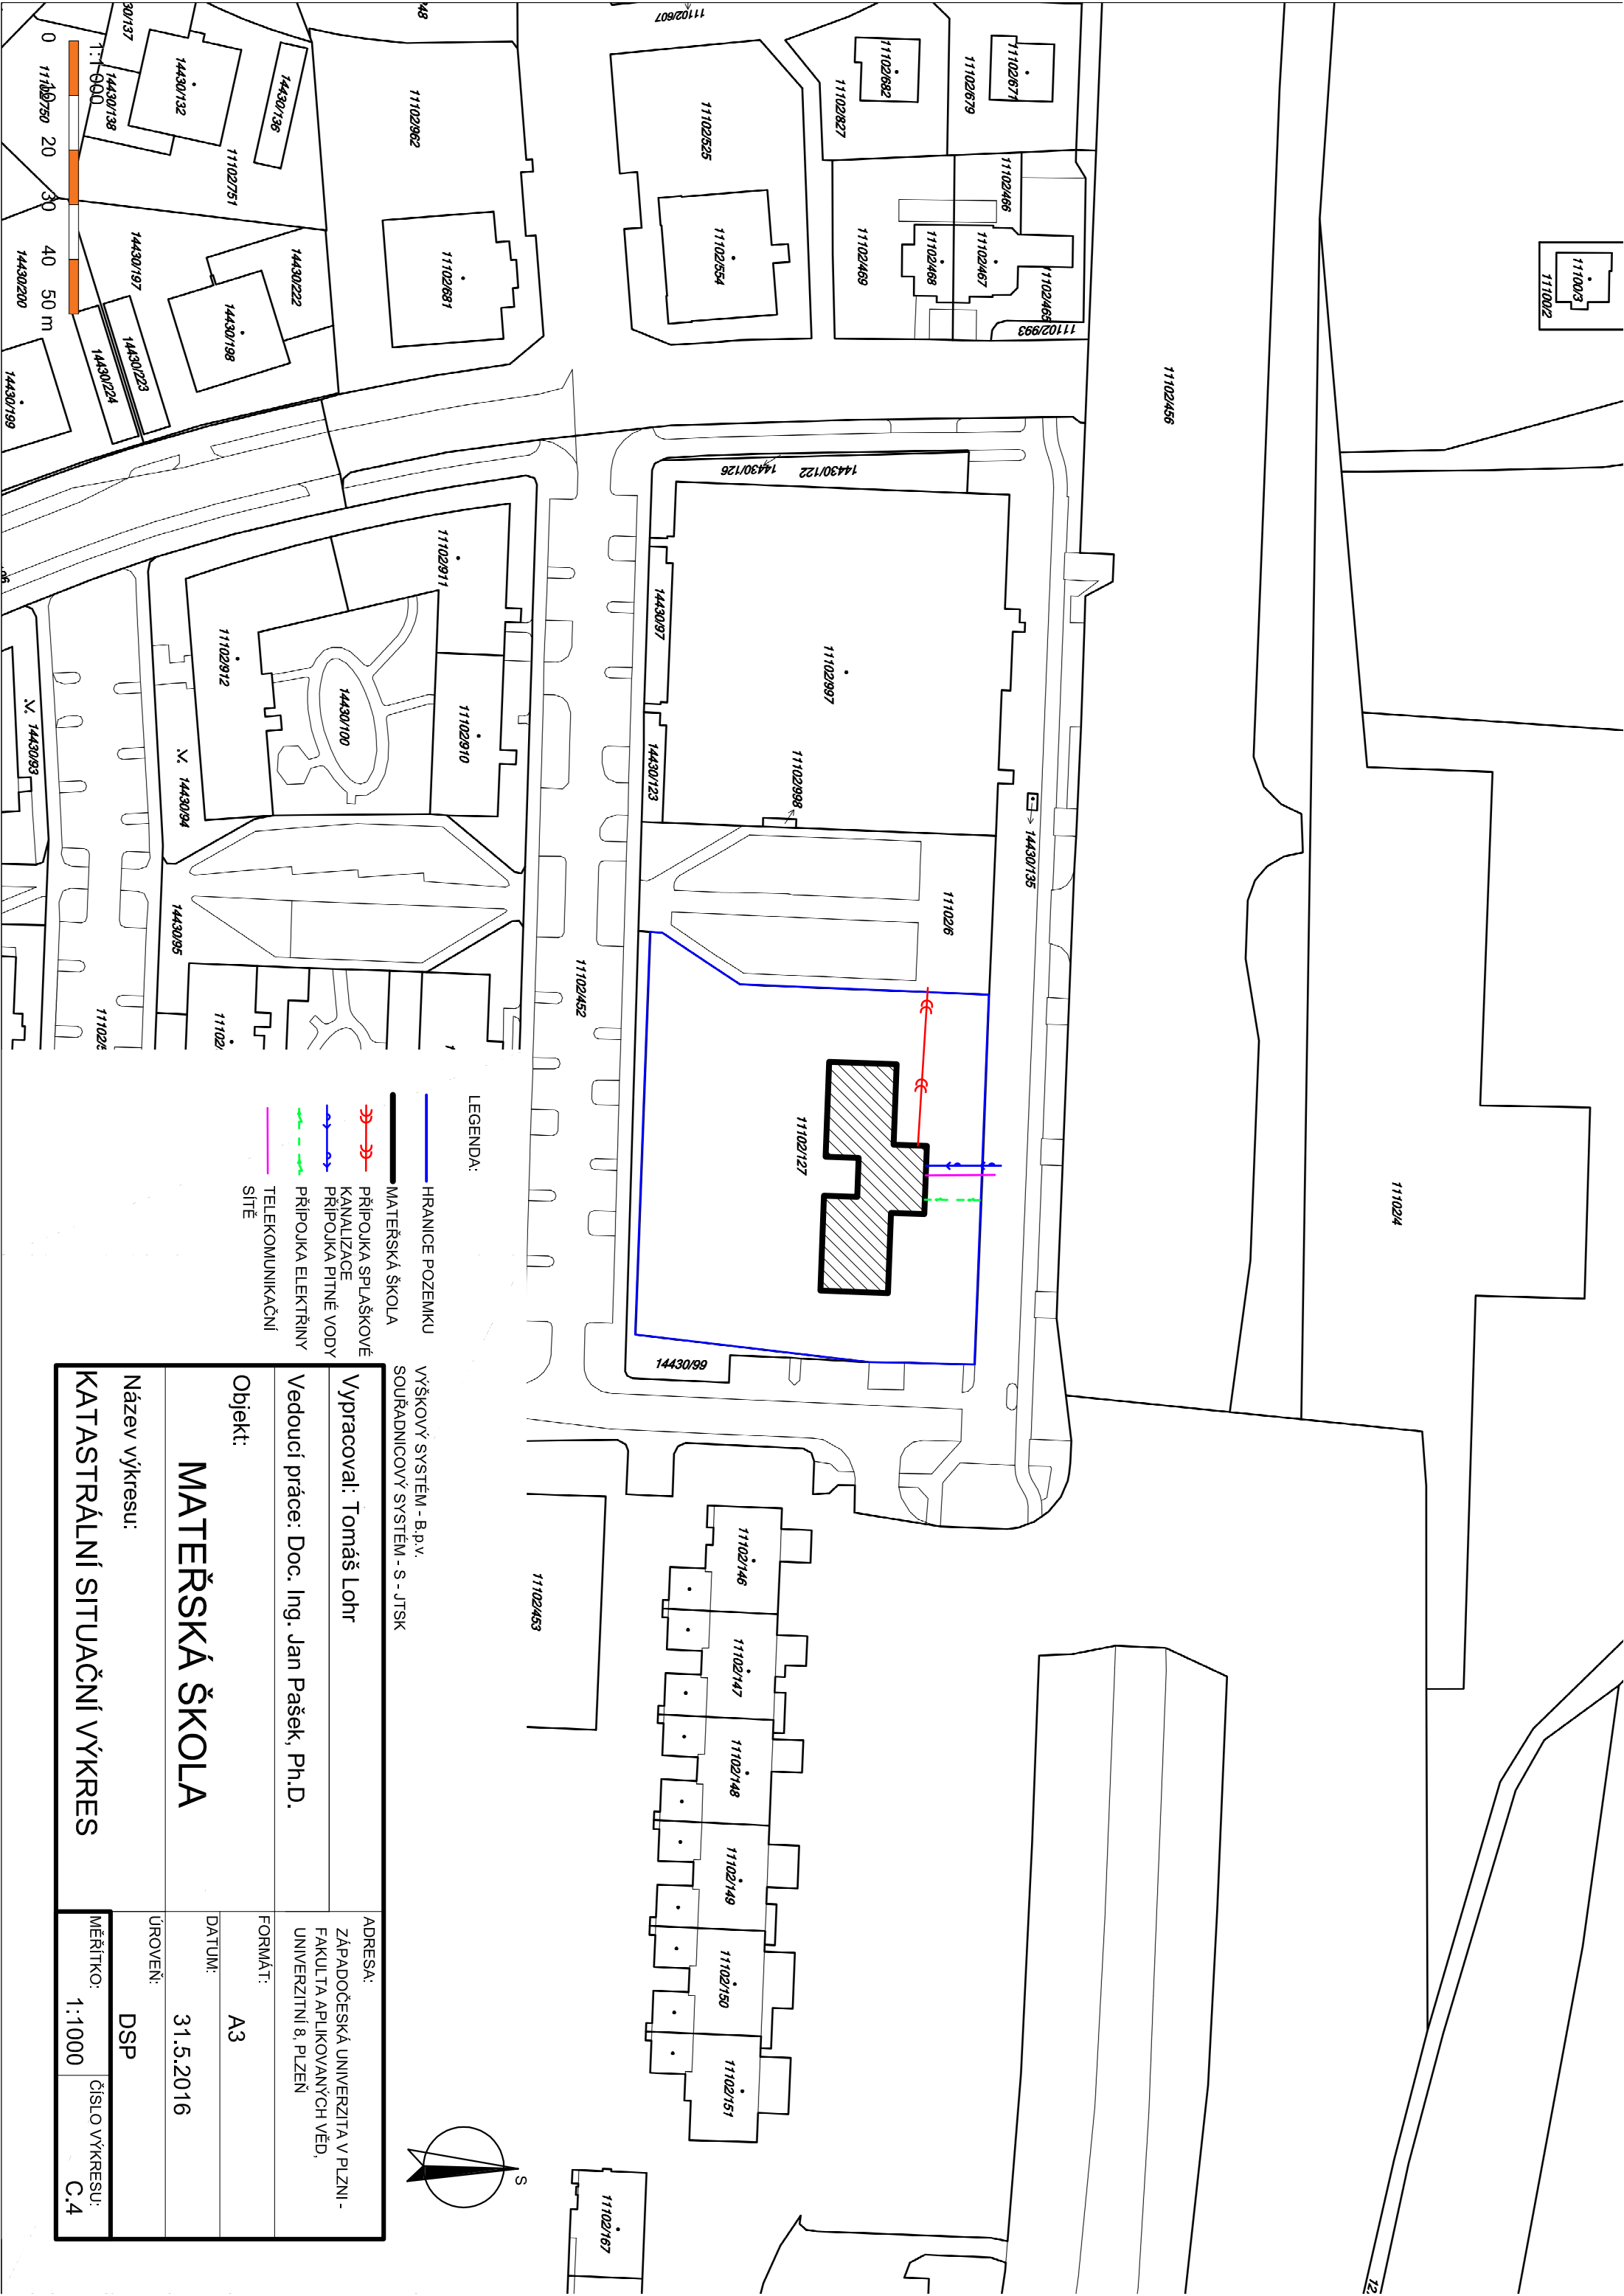 11100/3
11100/2
11102/671
11102/679
11102/682
11102/827
11102/607
11102/466
11102/467
11102/468
11102/465
11102/469
11102/993
11102/525
11102/554
11102/962
11102/681
14430/136
14430/132
14430/138
11102/751
14430/222
14430/197
14430/198
14430/223
14430/224
14430/200
14430/199
1:1 000
0 10 20 30 40 50 m
11102/750
11102/456
14430/122
14430/126
11102/997
14430/97
14430/123
11102/998
14430/135
11102/6
11102/911
11102/912
14430/100
11102/910
14430/93
14430/94
14430/95
11102/452
11102/127
11102/4
14430/99
11102/453
11102/146
11102/147
11102/148
11102/149
11102/150
11102/151
11102/167
S
LEGENDA:
HRANICE POZEMKU
MATEŘSKÁ ŠKOLA
PŘÍPOJKA SPLAŠKOVÉ
KANALIZACE
PŘÍPOJKA PITNÉ VODY
PŘÍPOJKA ELEKTŘINY
TELEKOMUNIKAČNÍ
SÍTĚ
VÝŠKOVÝ SYSTÉM - B.p.v.
SOUŘADNICOVÝ SYSTÉM - S - JTSK
Vypracoval: Tomáš Lohr
Vedoucí práce: Doc. Ing. Jan Pašek, Ph.D.
Objekt:
MATEŘSKÁ ŠKOLA
Název výkresu:
KATASTRÁLNÍ SITUAČNÍ VÝKRES
ADRESA:
ZÁPADOČESKÁ UNIVERZITA V PLZNI -
FAKULTA APLIKOVANÝCH VĚD,
UNIVERZITNÍ 8, PLZEŇ
FORMÁT: A3
DATUM: 31.5.2016
ÚROVEŇ: DSP
MĚŘÍTKO: 1:1000
ČÍSLO VÝKRESU: C.4